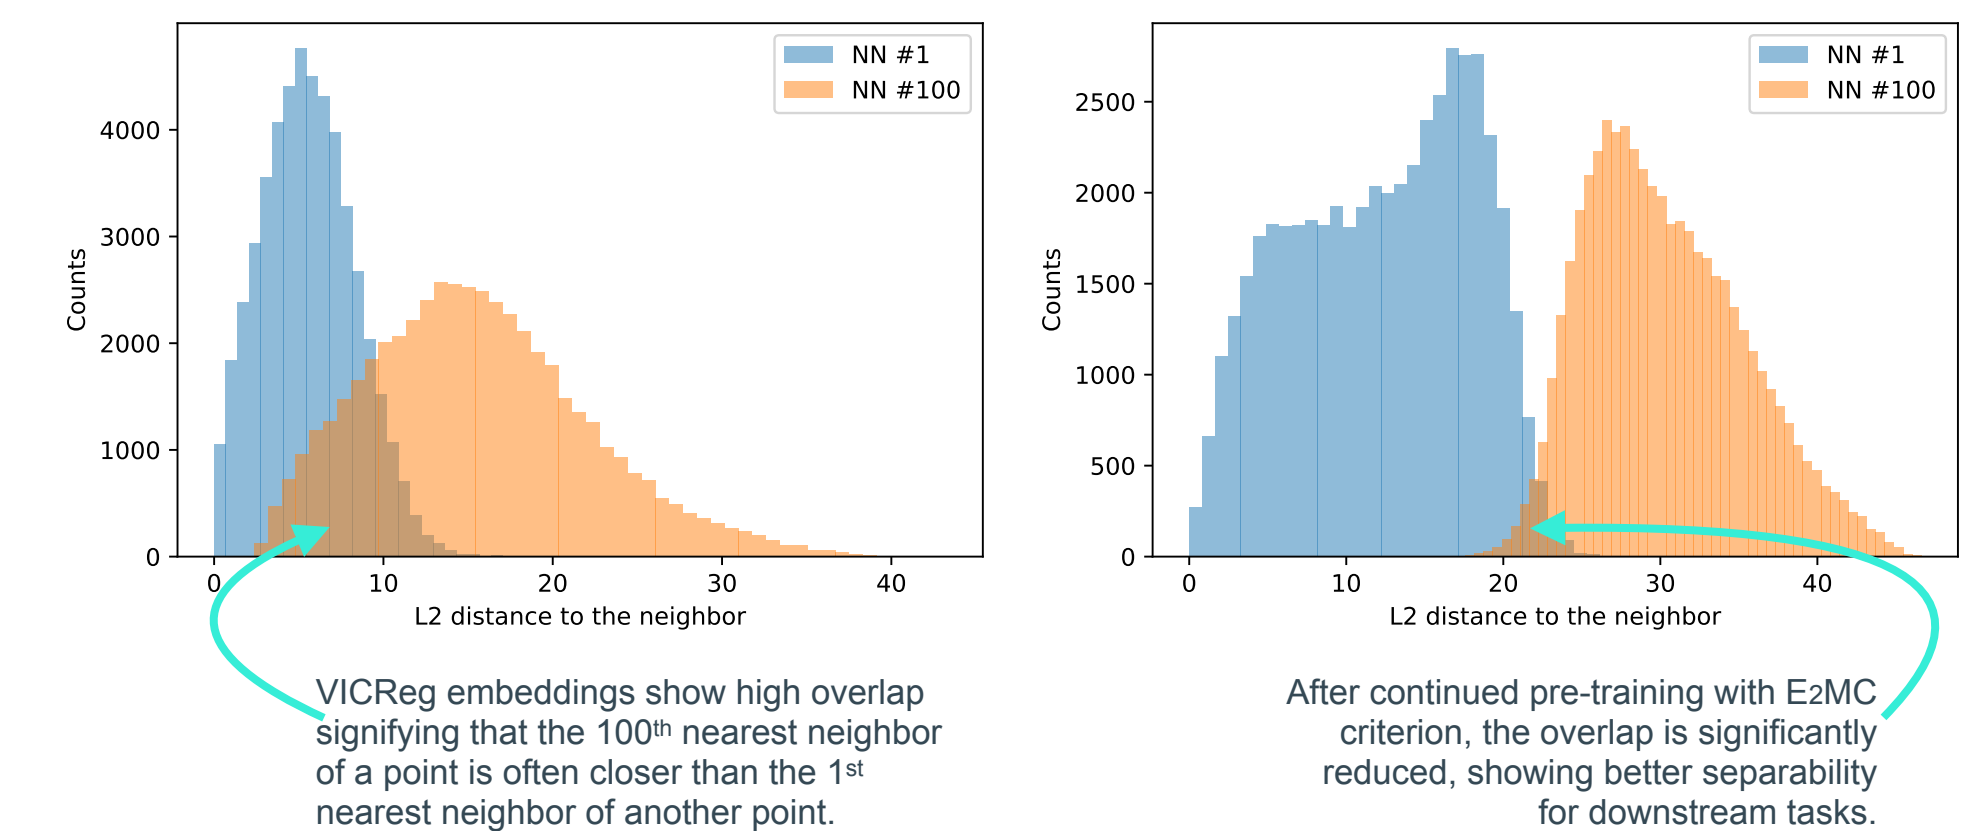 NN #1
NN #100
4000
3000
2000
1000
0
Counts
0 10 20 30 40
L2 distance to the neighbor
VICReg embeddings show high overlap
signifying that the 100th nearest neighbor
of a point is often closer than the 1st
nearest neighbor of another point.
NN #1
NN #100
2500
2000
1500
1000
500
0
Counts
0 10 20 30 40
L2 distance to the neighbor
After continued pre-training with E2MC
criterion, the overlap is significantly
reduced, showing better separability
for downstream tasks.